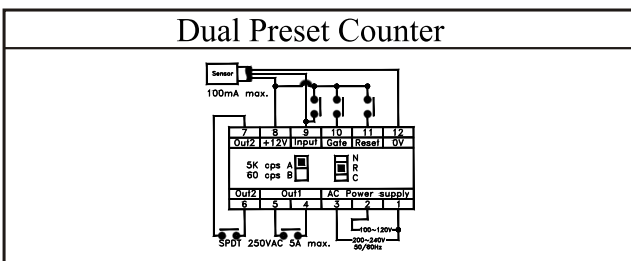 Dual Preset Counter
Sensor
100mA max.
7 8 9 10 11 12
Out2 +12V Input Gate Reset 0V
5K cps A
60 cps B
N
R
C
Out2 Out1 AC Power supply
6 5 4 3 2 1
100~120V
200~240V
50/60Hz
SPDT 250VAC 5A max.